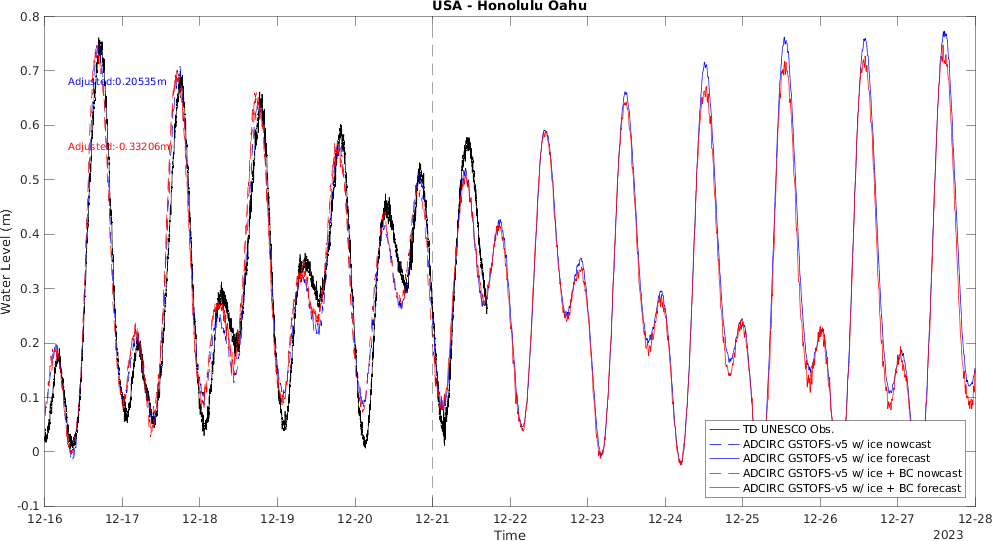 USA - Honolulu Oahu
0.8
0.7
0.6
0.5
0.4
0.3
0.2
0.1
0
-0.1
Water Level (m)
Adjusted:0.20535m
Adjusted:-0.33206m
TD UNESCO Obs.
ADCIRC GSTOFS-v5 w/ ice nowcast
ADCIRC GSTOFS-v5 w/ ice forecast
ADCIRC GSTOFS-v5 w/ ice + BC nowcast
ADCIRC GSTOFS-v5 w/ ice + BC forecast
12-16 12-17 12-18 12-19 12-20 12-21 12-22 12-23 12-24 12-25 12-26 12-27 12-28
Time
2023